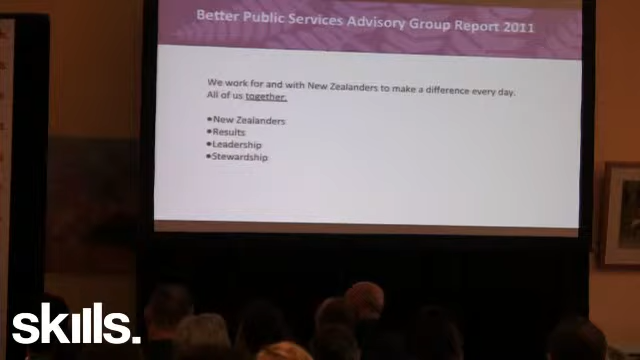 Better Public Services Advisory Group Report 2011
We work for and with New Zealanders to make a difference every day.
All of us together.
•New Zealanders
•Results
•Leadership
•Stewardship
skills.